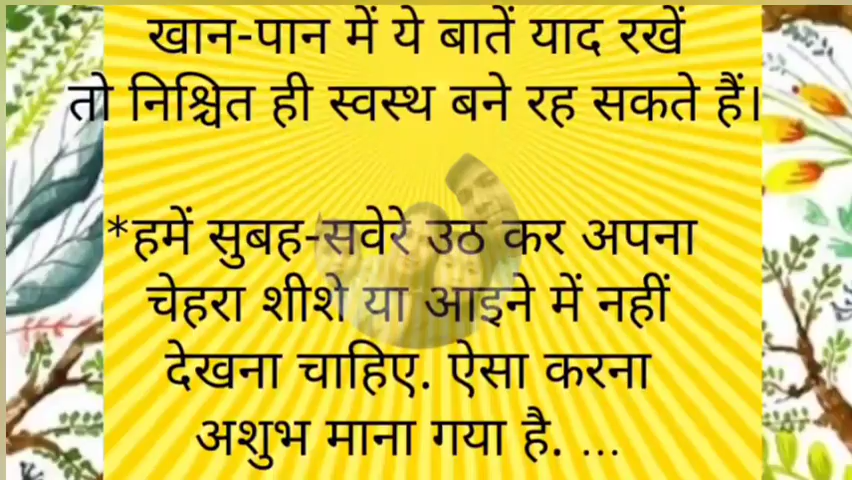 खान-पान में ये बातें याद रखें
तो निश्चित ही स्वस्थ बने रह सकते हैं।
*हमें सुबह-सवेरे उठ कर अपना
चेहरा शीशे या आइने में नहीं
देखना चाहिए. ऐसा करना
अशुभ माना गया है. ...